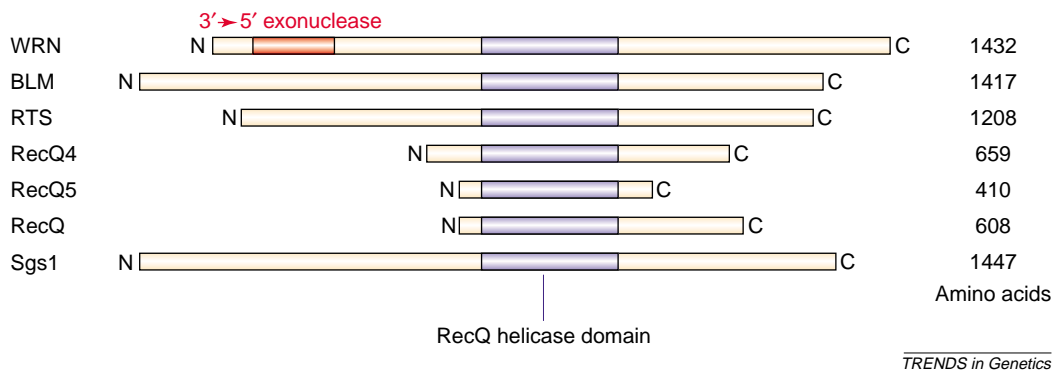 3′→5′ exonuclease
WRN N C 1432
BLM N C 1417
RTS N C 1208
RecQ4 N C 659
RecQ5 N C 410
RecQ N C 608
Sgs1 N C 1447
Amino acids
RecQ helicase domain
TRENDS in Genetics